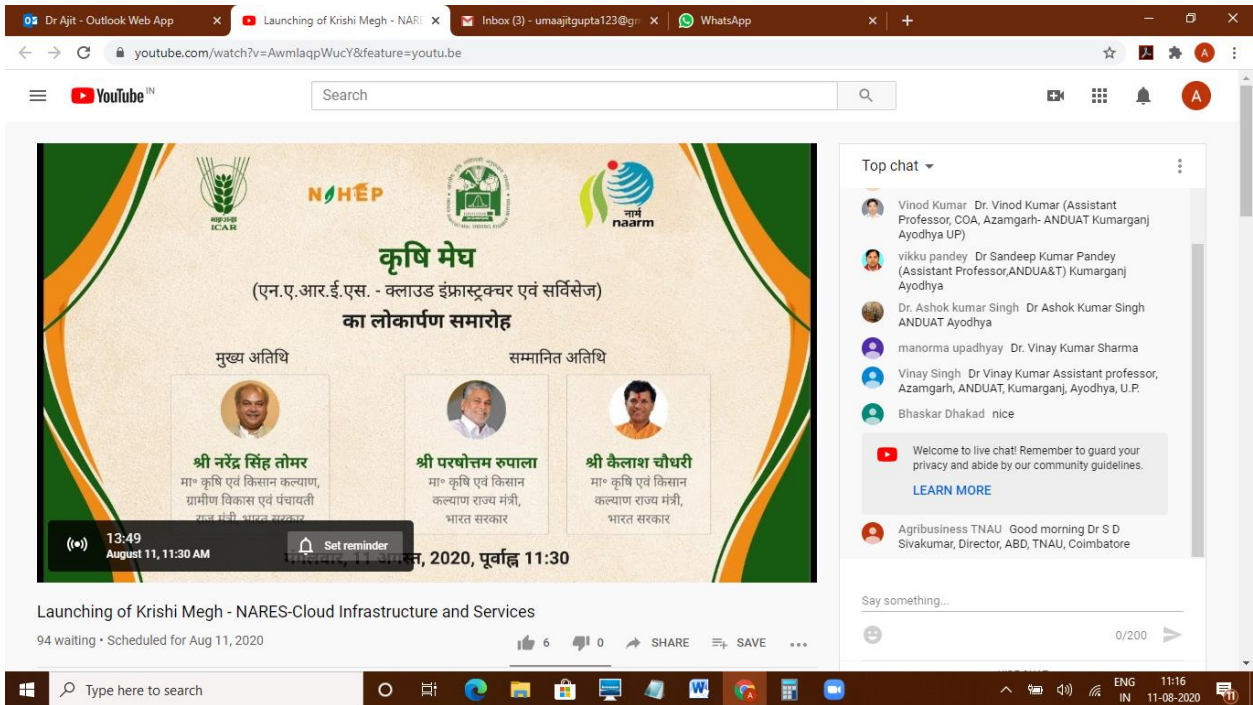 Dr Ajit - Outlook Web App
Launching of Krishi Megh - NARE
Inbox (3) - umaajitgupta123@gm
WhatsApp
youtube.com/watch?v=AwmlaqpWucY&feature=youtu.be
YouTube IN
Search
A
ICAR
NAHEP
नार्म
naarm
कृषि मेघ
(एन.ए.आर.ई.एस. - क्लाउड इंफ्रास्ट्रक्चर एवं सर्विसेज)
का लोकार्पण समारोह
मुख्य अतिथि
सम्मानित अतिथि
श्री नरेंद्र सिंह तोमर
मा० कृषि एवं किसान कल्याण,
ग्रामीण विकास एवं पंचायती
राज मंत्री, भारत सरकार
श्री परषोत्तम रुपाला
मा० कृषि एवं किसान
कल्याण राज्य मंत्री,
भारत सरकार
श्री कैलाश चौधरी
मा० कृषि एवं किसान
कल्याण राज्य मंत्री,
भारत सरकार
13:49
August 11, 11:30 AM
Set reminder
मंगलवार, 11 अगस्त, 2020, पूर्वाह्न 11:30
Launching of Krishi Megh - NARES-Cloud Infrastructure and Services
94 waiting • Scheduled for Aug 11, 2020
6 0 SHARE SAVE
Top chat
Vinod Kumar Dr. Vinod Kumar (Assistant
Professor, COA, Azamgarh- ANDUAT Kumarganj
Ayodhya UP)
vikku pandey Dr Sandeep Kumar Pandey
(Assistant Professor,ANDUA&T) Kumarganj
Ayodhya
Dr. Ashok kumar Singh Dr Ashok Kumar Singh
ANDUAT Ayodhya
manorma upadhyay Dr. Vinay Kumar Sharma
Vinay Singh Dr Vinay Kumar Assistant professor,
Azamgarh, ANDUAT, Kumarganj, Ayodhya, U.P.
Bhaskar Dhakad nice
Welcome to live chat! Remember to guard your
privacy and abide by our community guidelines.
LEARN MORE
Agribusiness TNAU Good morning Dr S D
Sivakumar, Director, ABD, TNAU, Coimbatore
Say something...
0/200
Type here to search
ENG
IN
11:16
11-08-2020